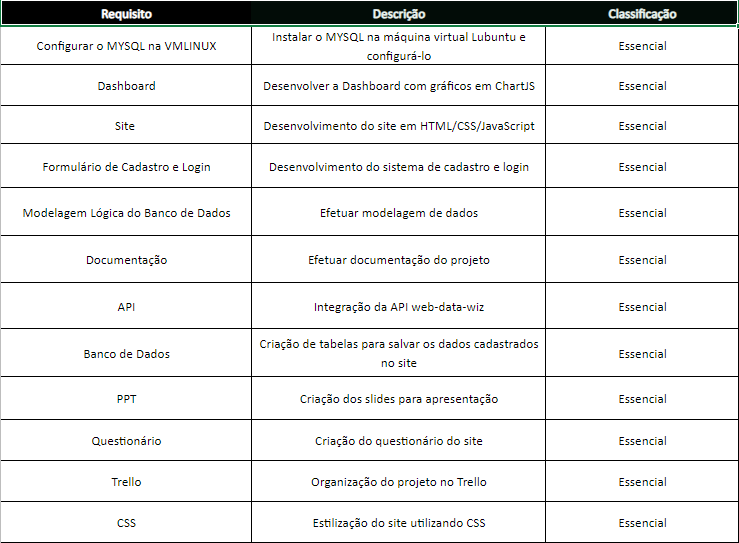 Requisito Descrição Classificação
Configurar o MYSQL na VMLINUX Instalar o MYSQL na máquina virtual Lubuntu e Essencial
configurá-lo
Dashboard Desenvolver a Dashboard com gráficos em ChartJS Essencial
Site Desenvolvimento do site em HTML/CSS/JavaScript Essencial
Formulário de Cadastro e Login Desenvolvimento do sistema de cadastro e login Essencial
Modelagem Lógica do Banco de Dados Efetuar modelagem de dados Essencial
Documentação Efetuar documentação do projeto Essencial
API Integração da API web-data-wiz Essencial
Banco de Dados Criação de tabelas para salvar os dados cadastrados Essencial
no site
PPT Criação dos slides para apresentação Essencial
Questionário Criação do questionário do site Essencial
Trello Organização do projeto no Trello Essencial
CSS Estilização do site utilizando CSS Essencial